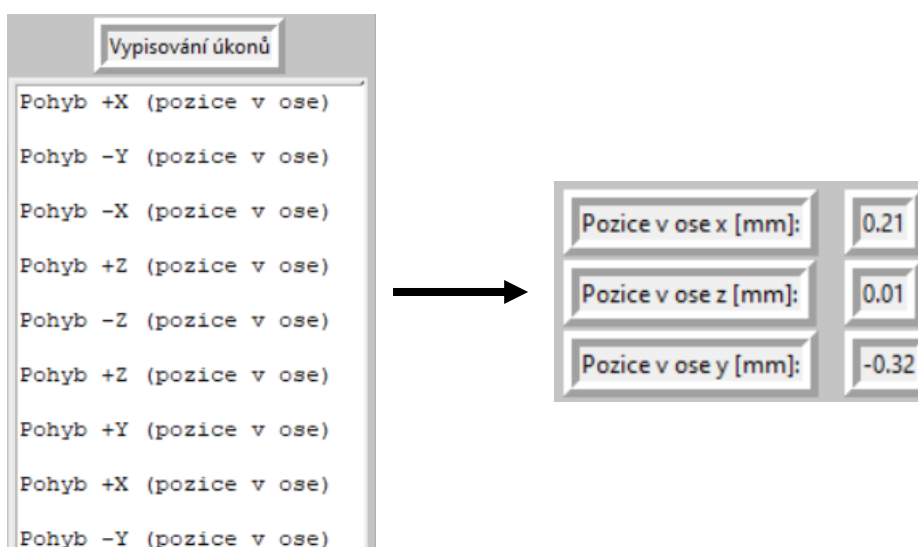 Vypisování úkonů
Pohyb +X (pozice v ose)
Pohyb -Y (pozice v ose)
Pohyb -X (pozice v ose)
Pohyb +Z (pozice v ose)
Pohyb -Z (pozice v ose)
Pohyb +Z (pozice v ose)
Pohyb +Y (pozice v ose)
Pohyb +X (pozice v ose)
Pohyb -Y (pozice v ose)
Pozice v ose x [mm]: 0.21
Pozice v ose z [mm]: 0.01
Pozice v ose y [mm]: -0.32